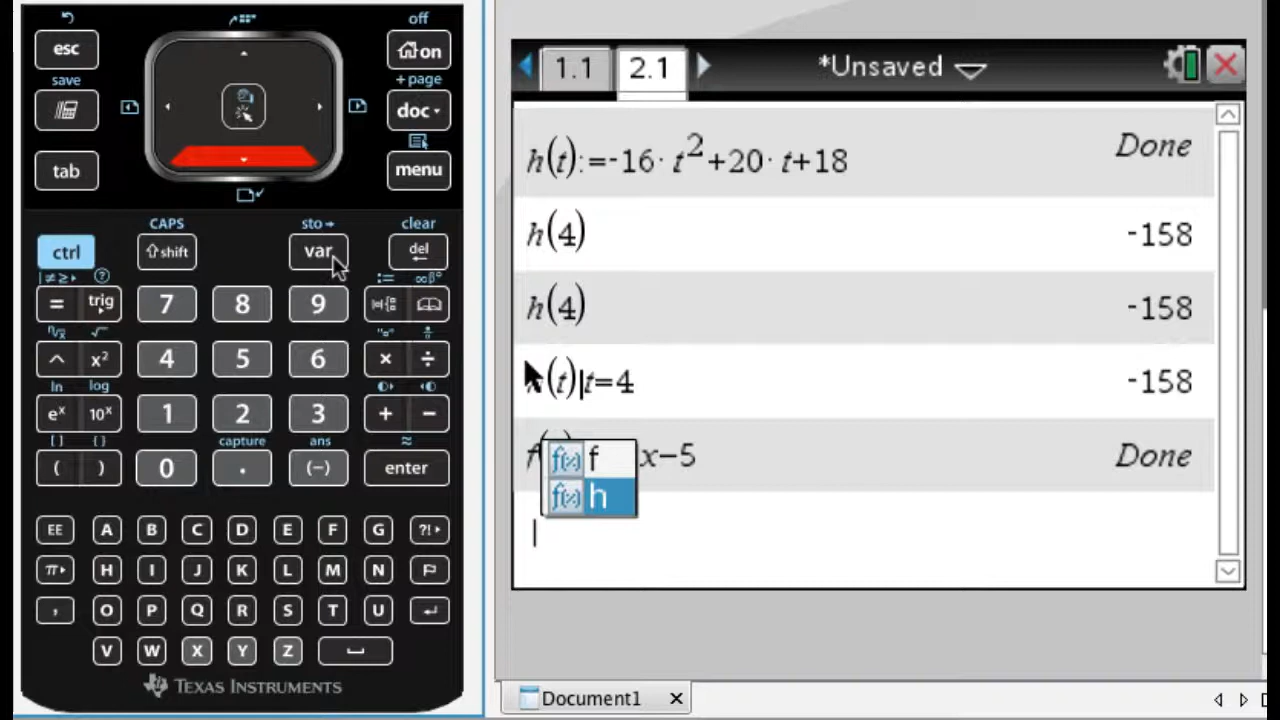 off
esc
on
save
+ page
doc
tab
menu
CAPS
sto→
clear
ctrl
⇧shift
var
del
|≠≥▸
:=
∞β°
=
trig
7
8
9
ⁿ√x
√
"∞"
÷
^
x²
4
5
6
×
÷
ln
log
eˣ
10ˣ
1
2
3
+
−
[ ]
{ }
capture
ans
≈
(
)
0
.
(−)
enter
EE
A
B
C
D
E
F
G
?!▸
π▸
H
I
J
K
L
M
N
,
O
P
Q
R
S
T
U
V
W
X
Y
Z
TEXAS INSTRUMENTS
1.1
2.1
*Unsaved
h(t):=-16· t²+20· t+18
Done
h(4)
-158
h(4)
-158
(t)|t=4
-158
f(x) f
x−5
Done
f(x) h
Document1